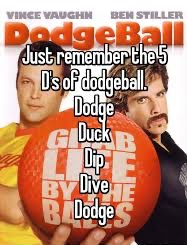 VINCE VAUGHN BEN STILLER
DodgeBall
Just remember the 5
D's of dodgeball.
Dodge
Duck
Dip
Dive
Dodge
GRAB
LIFE
BY THE
BALLS